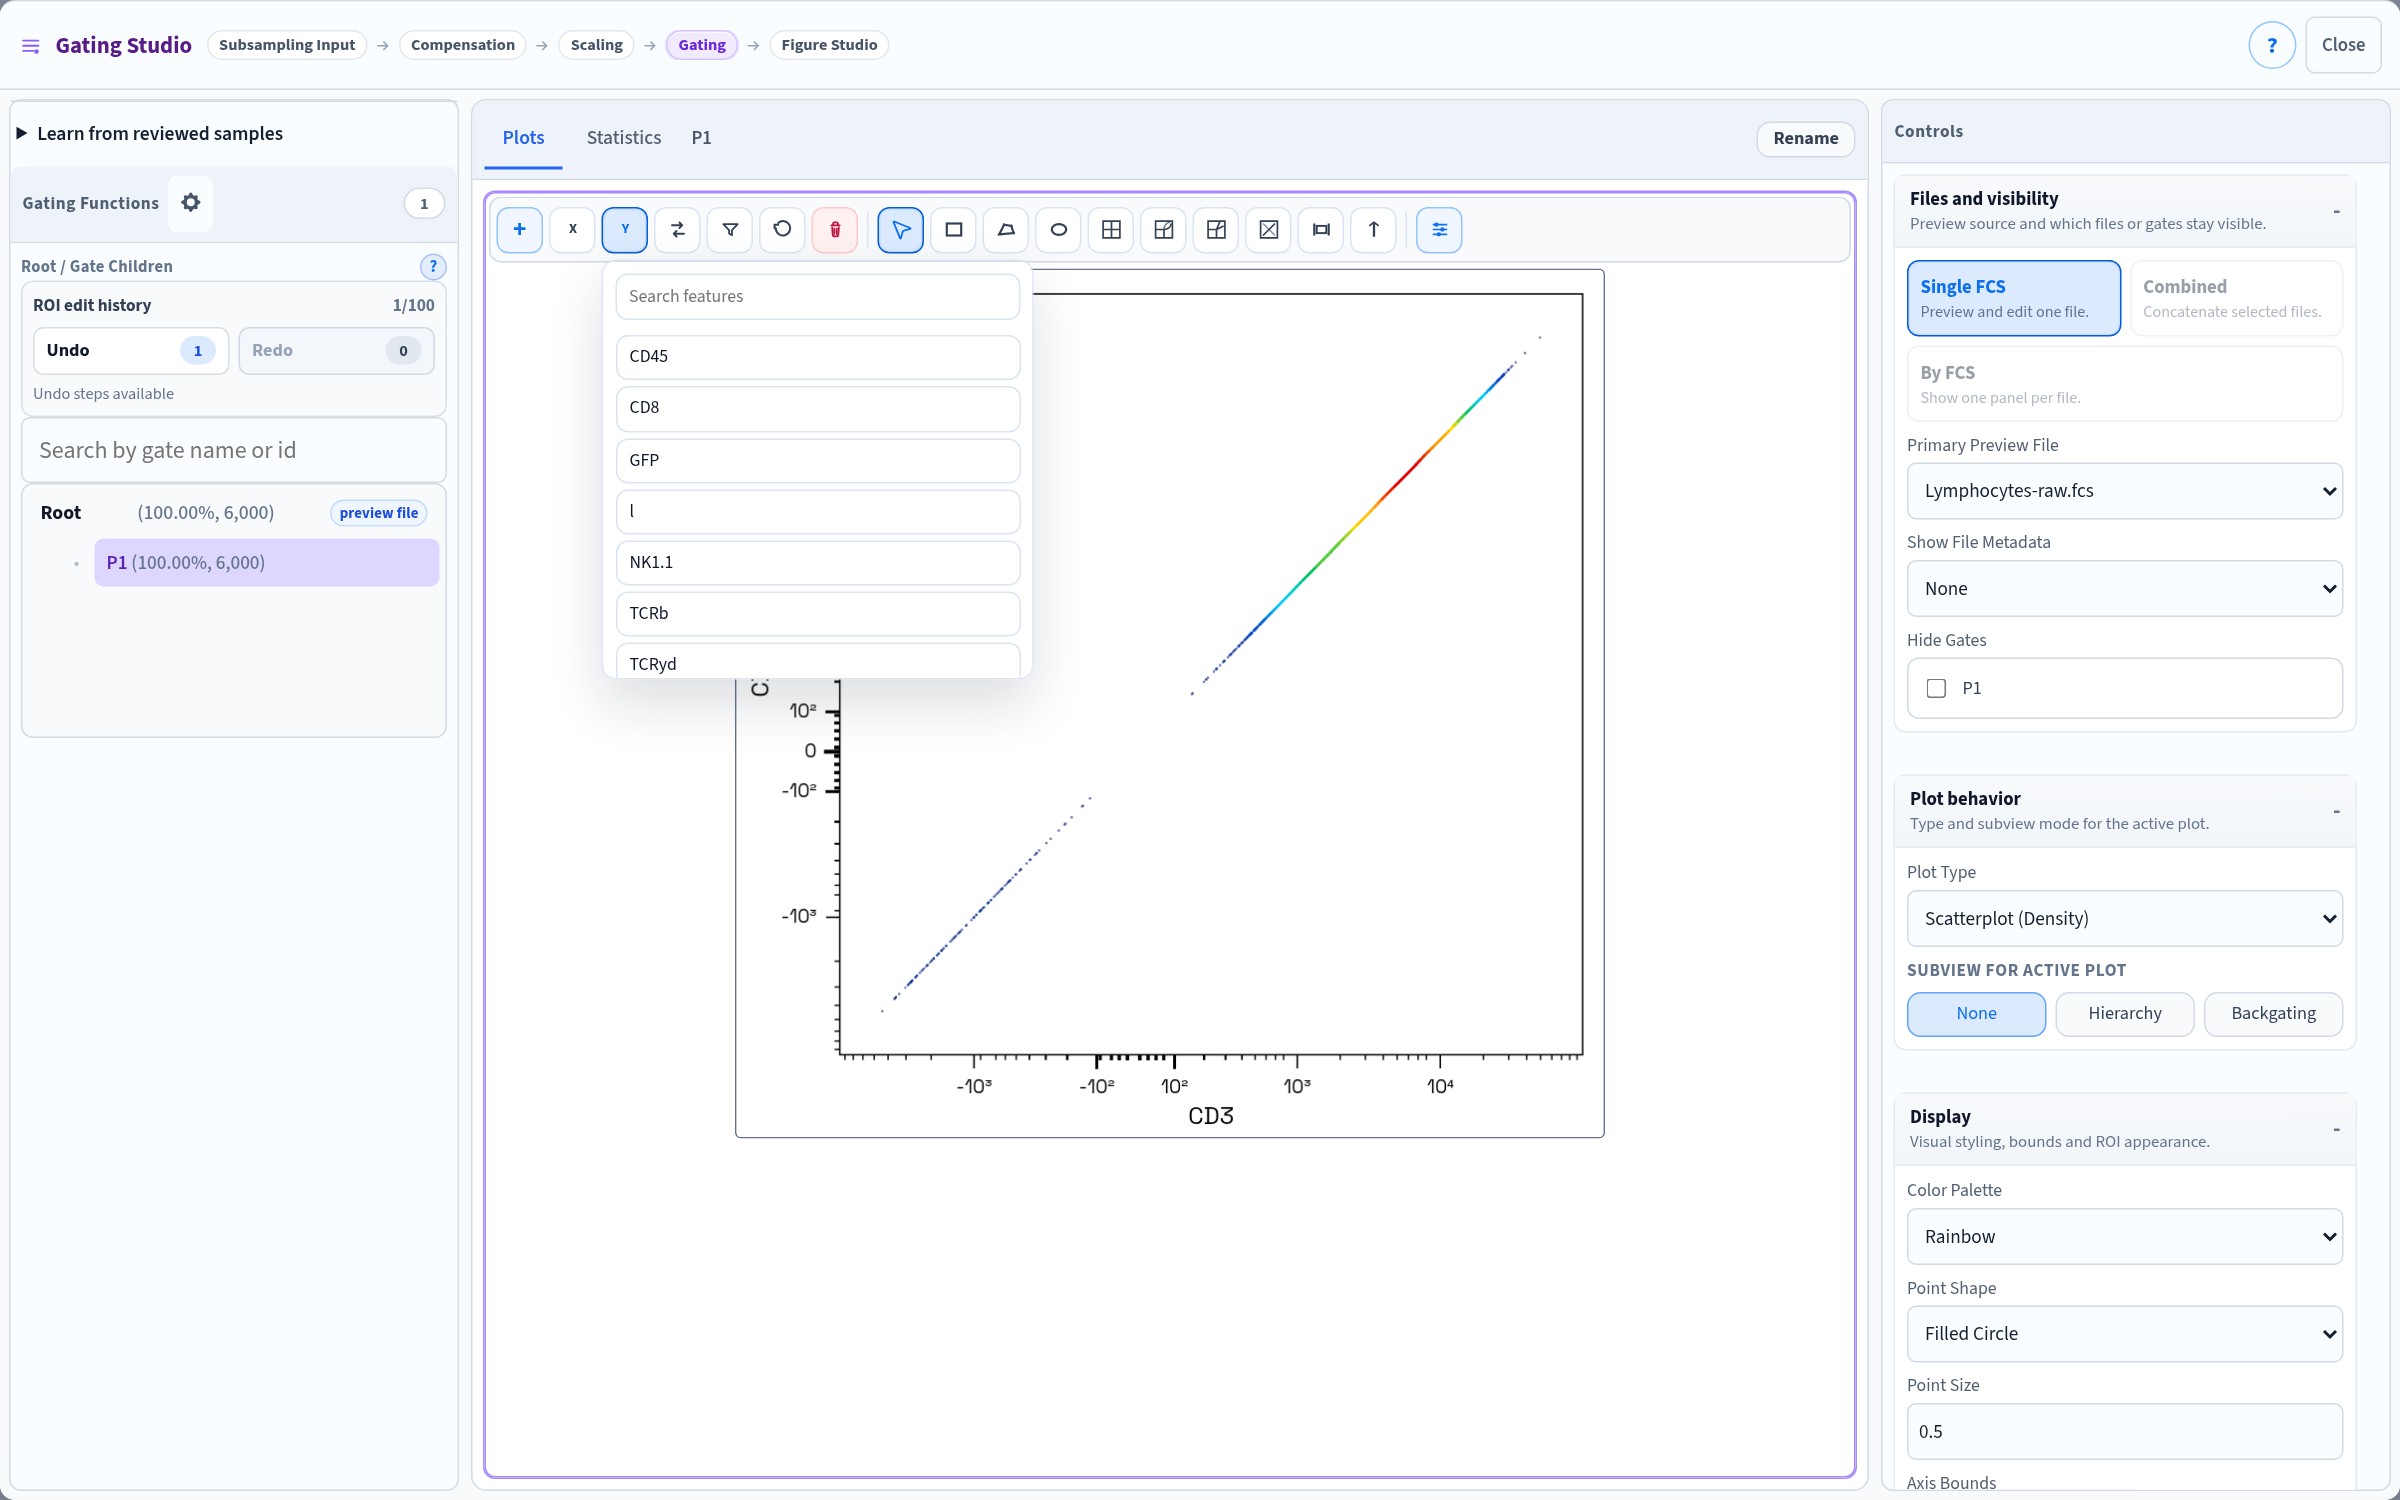 Gating Studio
Subsampling Input → Compensation → Scaling → Gating → Figure Studio
?
Close
Learn from reviewed samples
Gating Functions
1
Root / Gate Children
?
ROI edit history
1/100
Undo
1
Redo
0
Undo steps available
Search by gate name or id
Root
(100.00%, 6,000)
preview file
P1 (100.00%, 6,000)
Plots
Statistics
P1
Rename
X
Y
Search features
CD45
CD8
GFP
l
NK1.1
TCRb
TCRyd
10²
0
-10²
-10³
-10³
-10²
10²
10³
10⁴
CD3
Controls
Files and visibility
Preview source and which files or gates stay visible.
-
Single FCS
Preview and edit one file.
Combined
Concatenate selected files.
By FCS
Show one panel per file.
Primary Preview File
Lymphocytes-raw.fcs
Show File Metadata
None
Hide Gates
P1
Plot behavior
Type and subview mode for the active plot.
-
Plot Type
Scatterplot (Density)
SUBVIEW FOR ACTIVE PLOT
None
Hierarchy
Backgating
Display
Visual styling, bounds and ROI appearance.
-
Color Palette
Rainbow
Point Shape
Filled Circle
Point Size
0.5
Axis Bounds